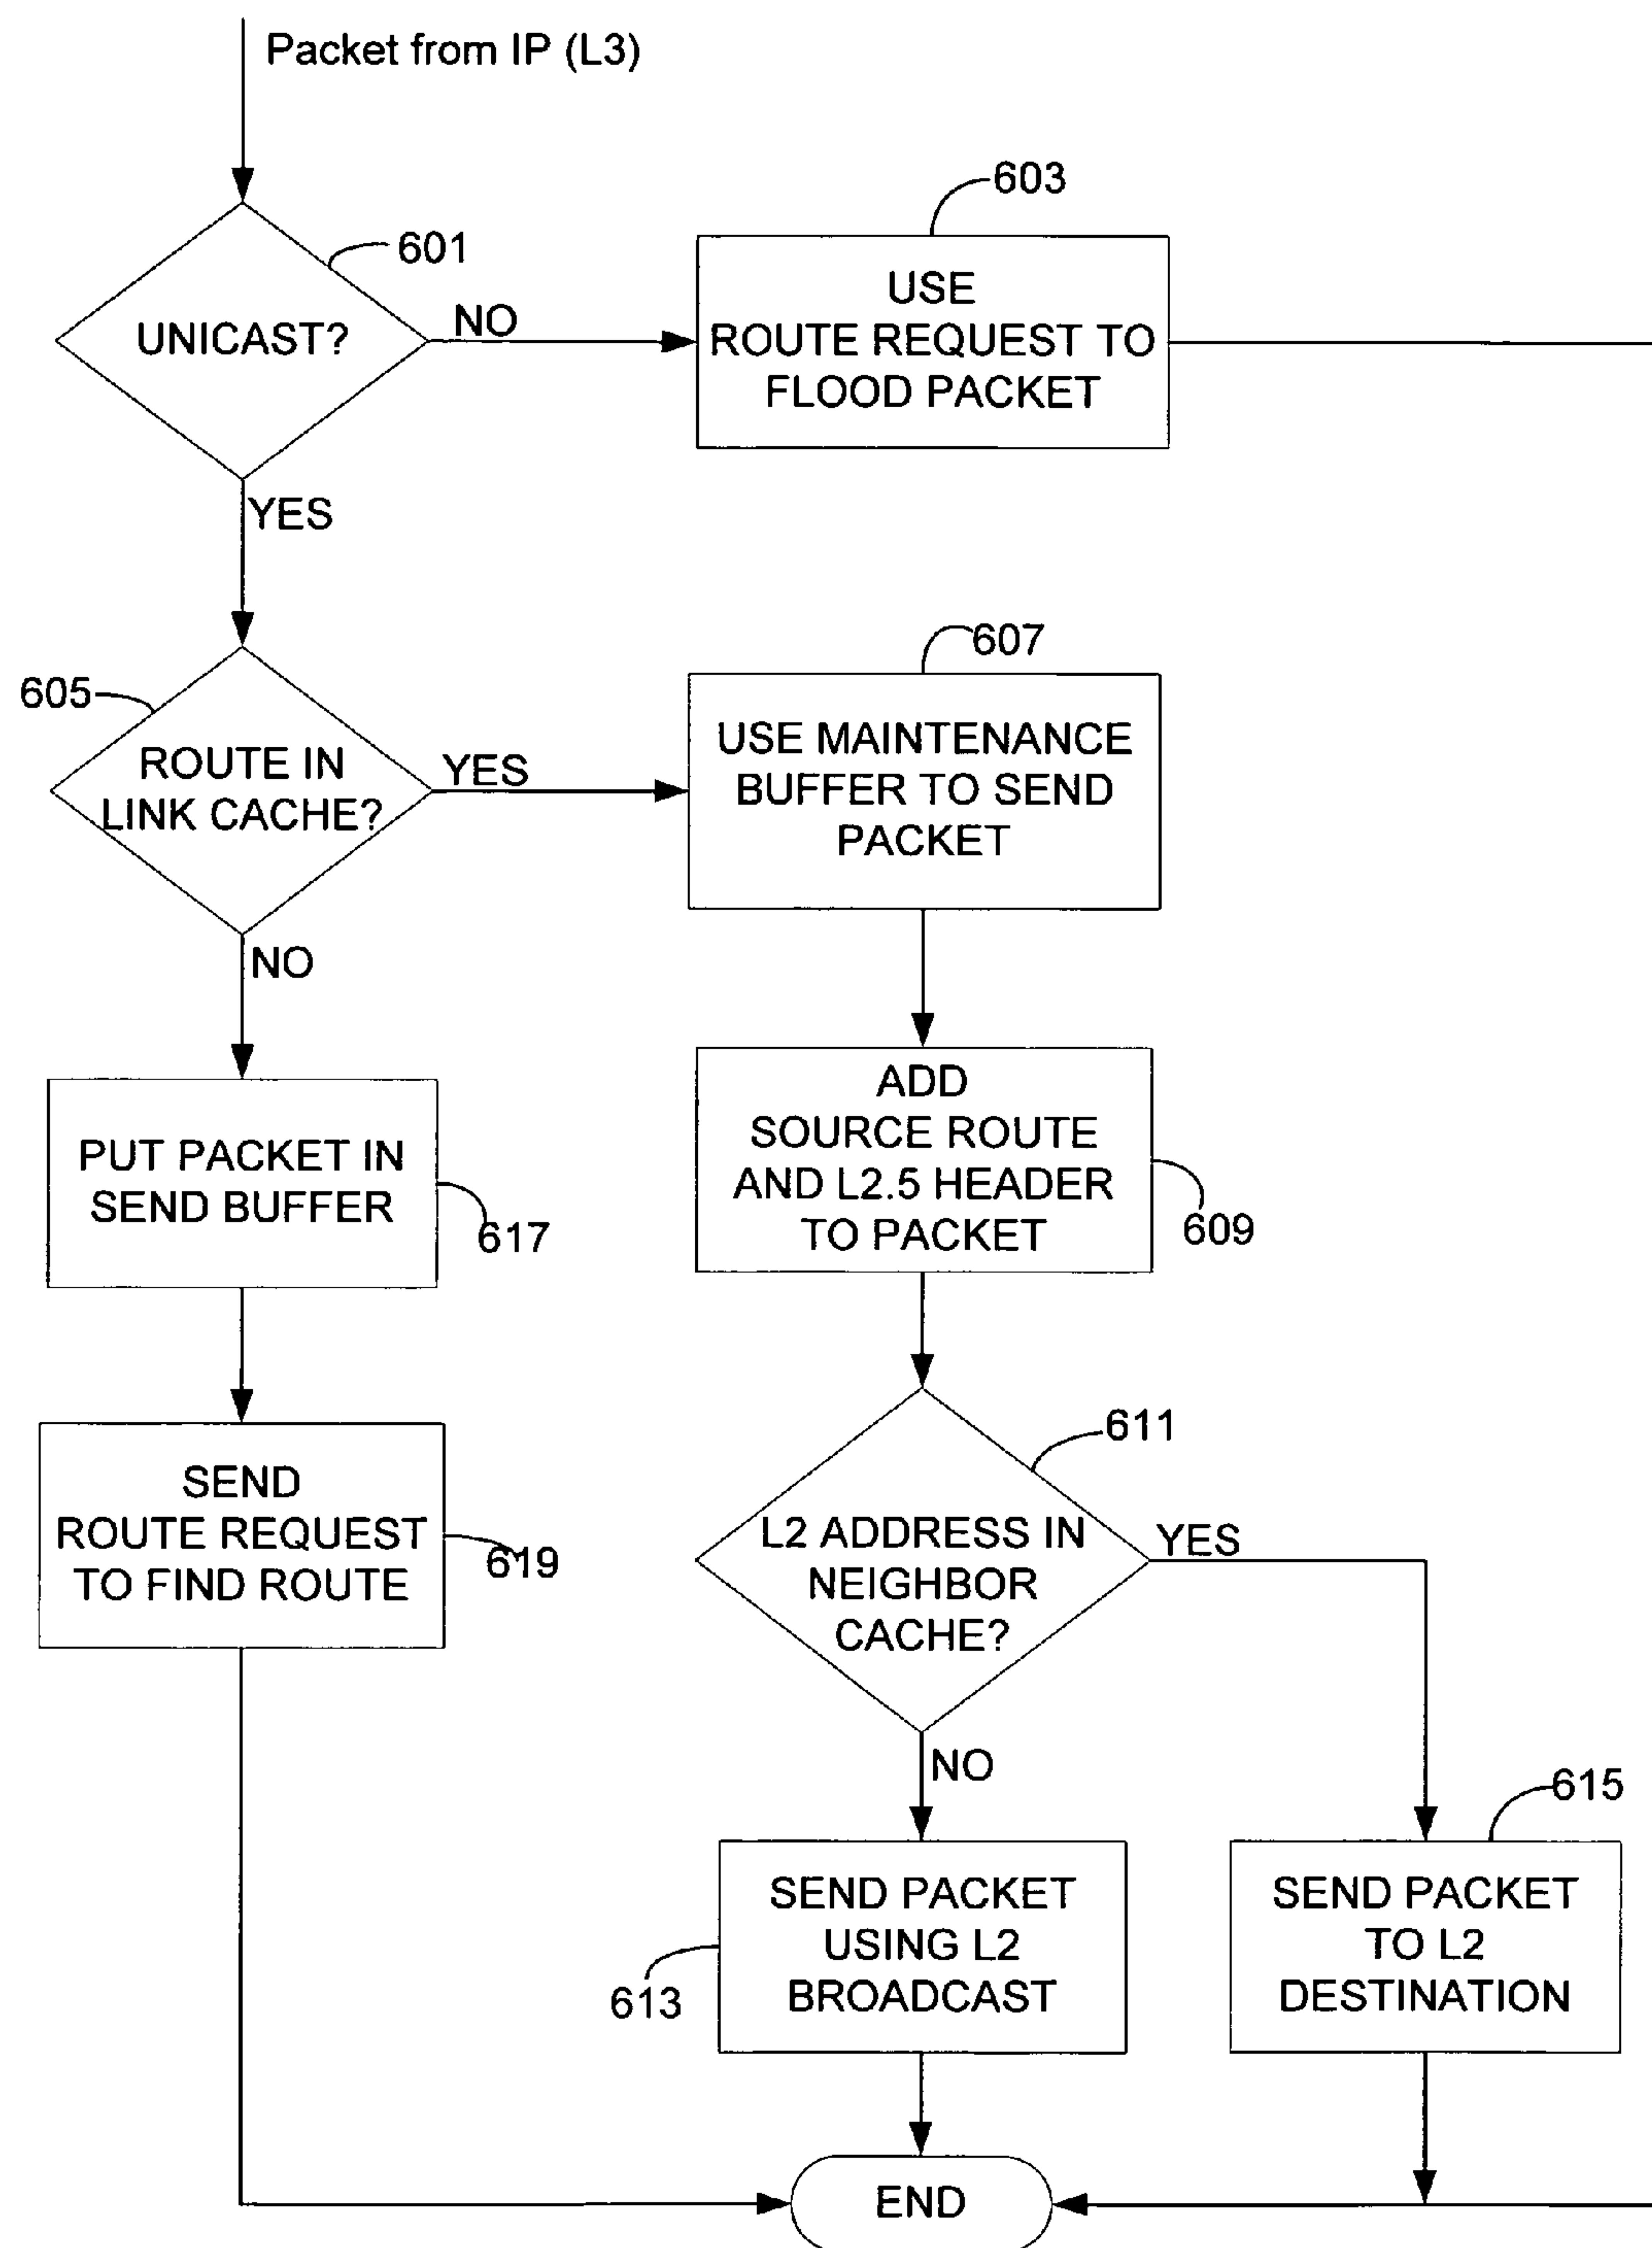 Packet from IP (L3)
603
601
UNICAST?
NO
USE
ROUTE REQUEST TO
FLOOD PACKET
YES
607
605
ROUTE IN
LINK CACHE?
YES
USE MAINTENANCE
BUFFER TO SEND
PACKET
NO
PUT PACKET IN
SEND BUFFER
617
ADD
SOURCE ROUTE
AND L2.5 HEADER
TO PACKET
609
611
SEND
ROUTE REQUEST
TO FIND ROUTE
619
L2 ADDRESS IN
NEIGHBOR
CACHE?
YES
NO
615
SEND PACKET
USING L2
BROADCAST
613
SEND PACKET
TO L2
DESTINATION
END